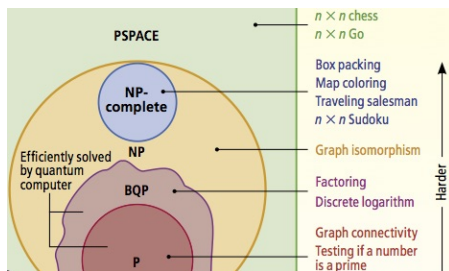 n × n chess
n × n Go
PSPACE
Box packing
Map coloring
Traveling salesman
n × n Sudoku
NP-
complete
NP
Graph isomorphism
Efficiently solved
by quantum
computer
BQP
Factoring
Discrete logarithm
Graph connectivity
Testing if a number
is a prime
P
Harder